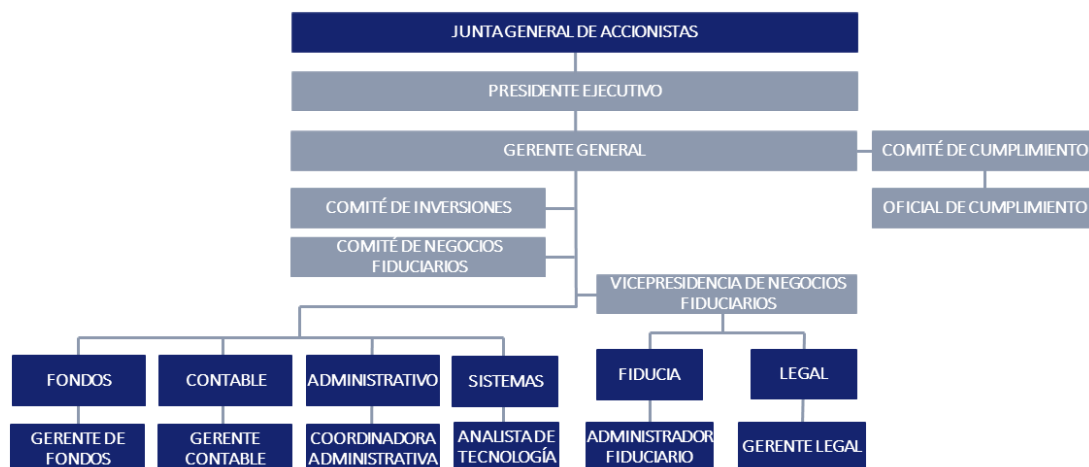 JUNTA GENERAL DE ACCIONISTAS
PRESIDENTE EJECUTIVO
GERENTE GENERAL
COMITÉ DE CUMPLIMIENTO
OFICIAL DE CUMPLIMIENTO
COMITÉ DE INVERSIONES
COMITÉ DE NEGOCIOS
FIDUCIARIOS
VICEPRESIDENCIA DE NEGOCIOS
FIDUCIARIOS
FONDOS
CONTABLE
ADMINISTRATIVO
SISTEMAS
FIDUCIA
LEGAL
GERENTE DE
FONDOS
GERENTE
CONTABLE
COORDINADORA
ADMINISTRATIVA
ANALISTA DE
TECNOLOGÍA
ADMINISTRADOR
FIDUCIARIO
GERENTE LEGAL